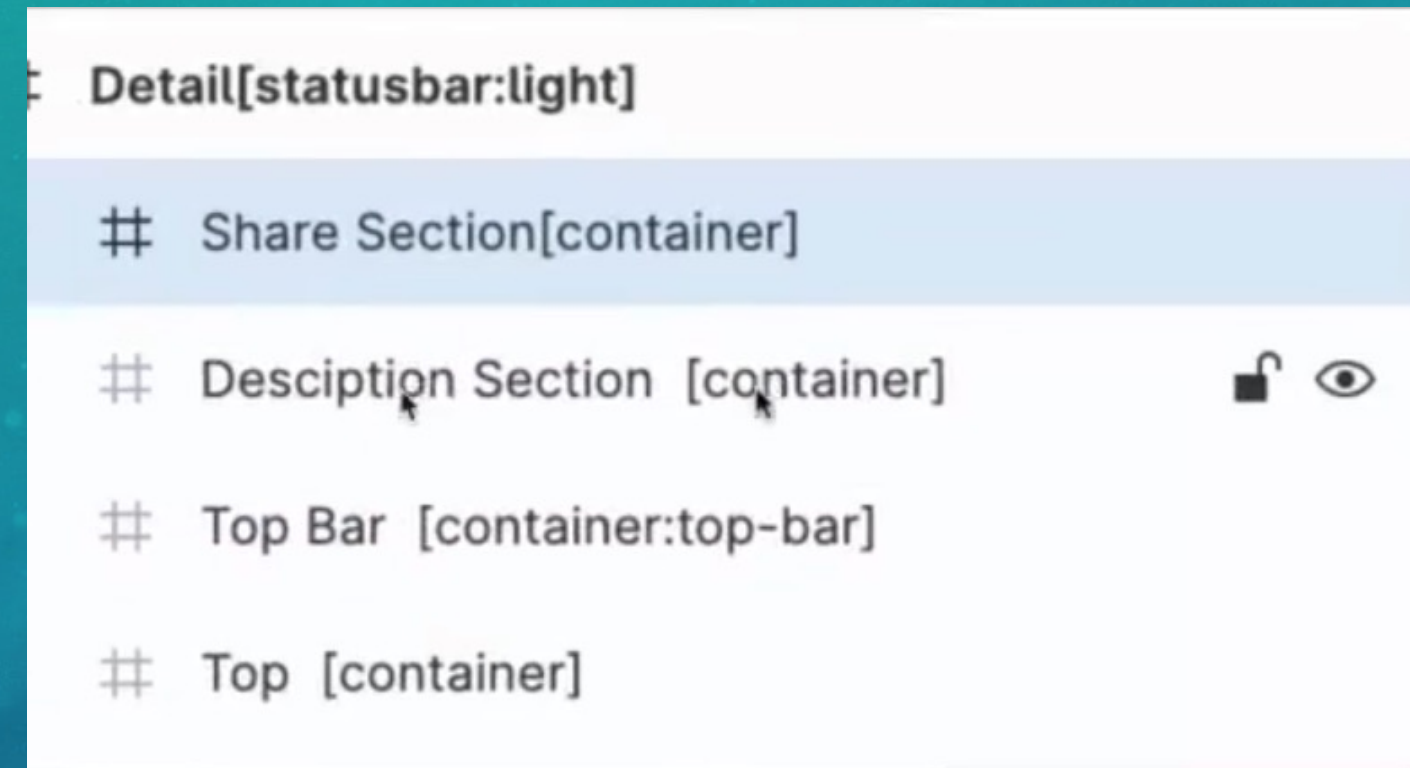 Detail[statusbar:light]
Share Section[container]
Desciption Section [container]
Top Bar [container:top-bar]
Top [container]